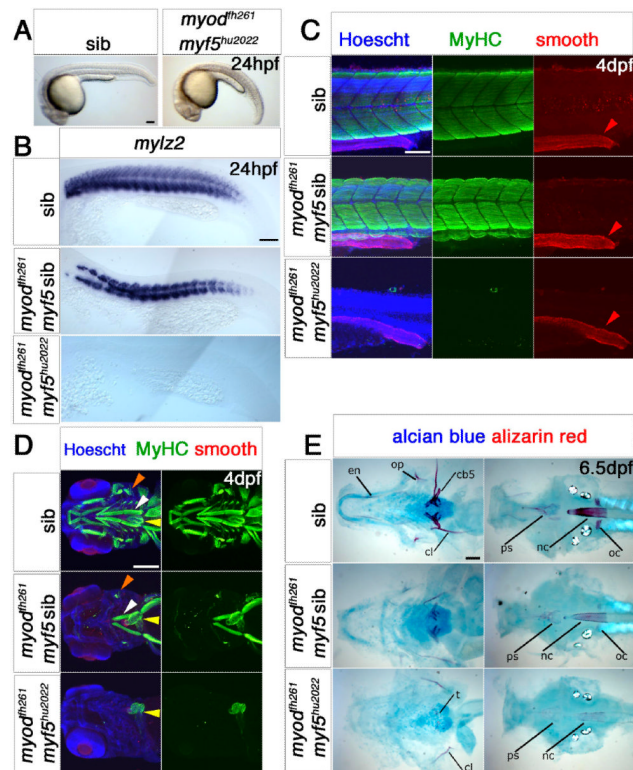 A
sib
myod^fh261
myf5^hu2022
24hpf
B
mylz2
24hpf
sib
myod^fh261
myf5 sib
myod^fh261
myf5^hu2022
C
Hoescht MyHC smooth
4dpf
sib
myod^fh261
myf5 sib
myod^fh261
myf5^hu2022
D
Hoescht MyHC smooth
4dpf
sib
myod^fh261
myf5 sib
myod^fh261
myf5^hu2022
E
alcian blue alizarin red
6.5dpf
sib
en op cb5
cl
ps nc oc
myod^fh261
myf5 sib
ps nc oc
myod^fh261
myf5^hu2022
t
cl
ps nc